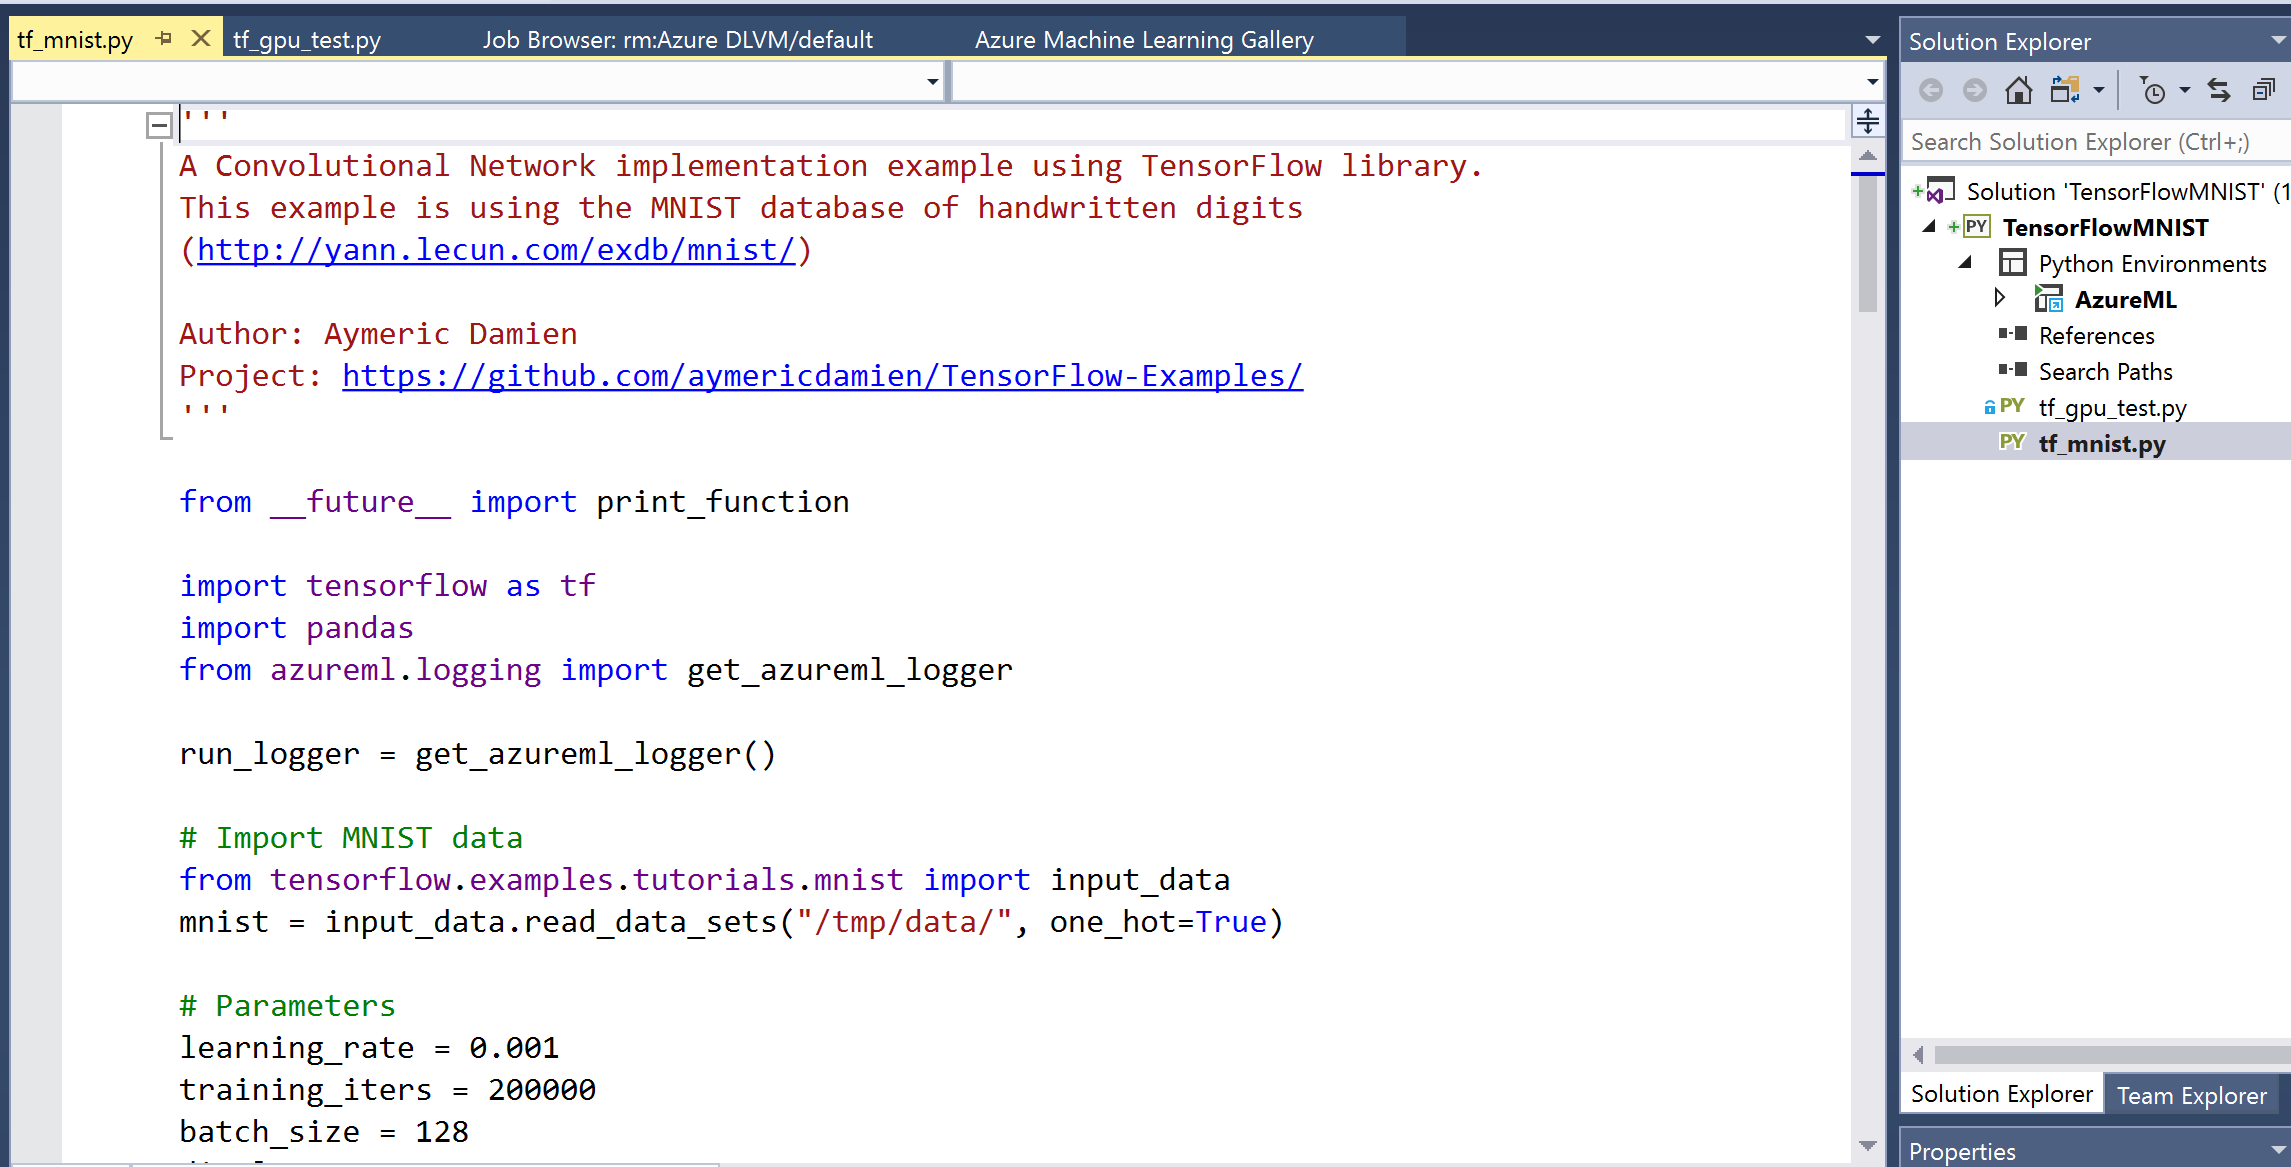 tf_mnist.py
tf_gpu_test.py
Job Browser: rm:Azure DLVM/default
Azure Machine Learning Gallery
'''
A Convolutional Network implementation example using TensorFlow library.
This example is using the MNIST database of handwritten digits
(http://yann.lecun.com/exdb/mnist/)
Author: Aymeric Damien
Project: https://github.com/aymericdamien/TensorFlow-Examples/
'''
from __future__ import print_function
import tensorflow as tf
import pandas
from azureml.logging import get_azureml_logger
run_logger = get_azureml_logger()
# Import MNIST data
from tensorflow.examples.tutorials.mnist import input_data
mnist = input_data.read_data_sets("/tmp/data/", one_hot=True)
# Parameters
learning_rate = 0.001
training_iters = 200000
batch_size = 128
Solution Explorer
Search Solution Explorer (Ctrl+;)
Solution 'TensorFlowMNIST' (1
PY TensorFlowMNIST
Python Environments
AzureML
References
Search Paths
PY tf_gpu_test.py
PY tf_mnist.py
Solution Explorer
Team Explorer
Properties